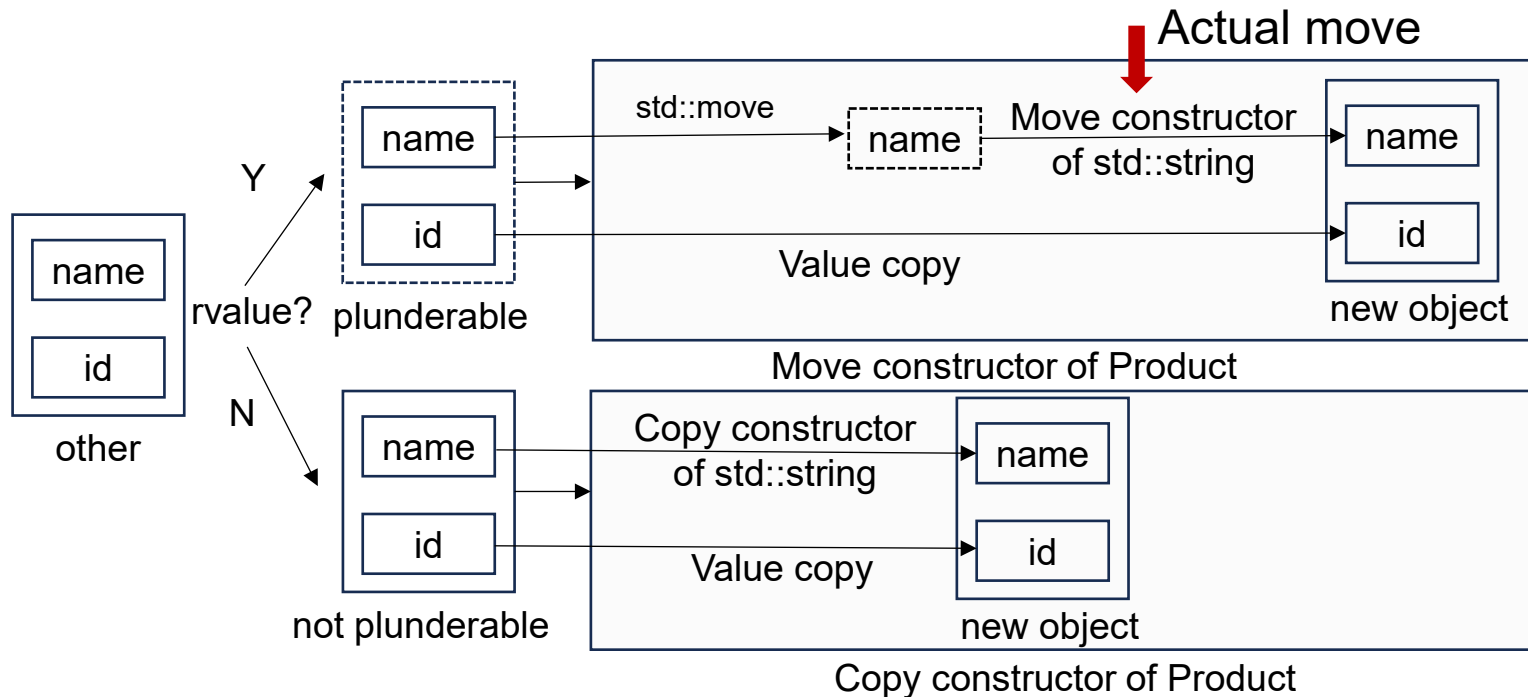 Actual move
name
id
other
rvalue?
Y
N
name
id
plunderable
std::move
name
Move constructor
of std::string
name
id
Value copy
new object
Move constructor of Product
name
id
not plunderable
Copy constructor
of std::string
Value copy
name
id
new object
Copy constructor of Product